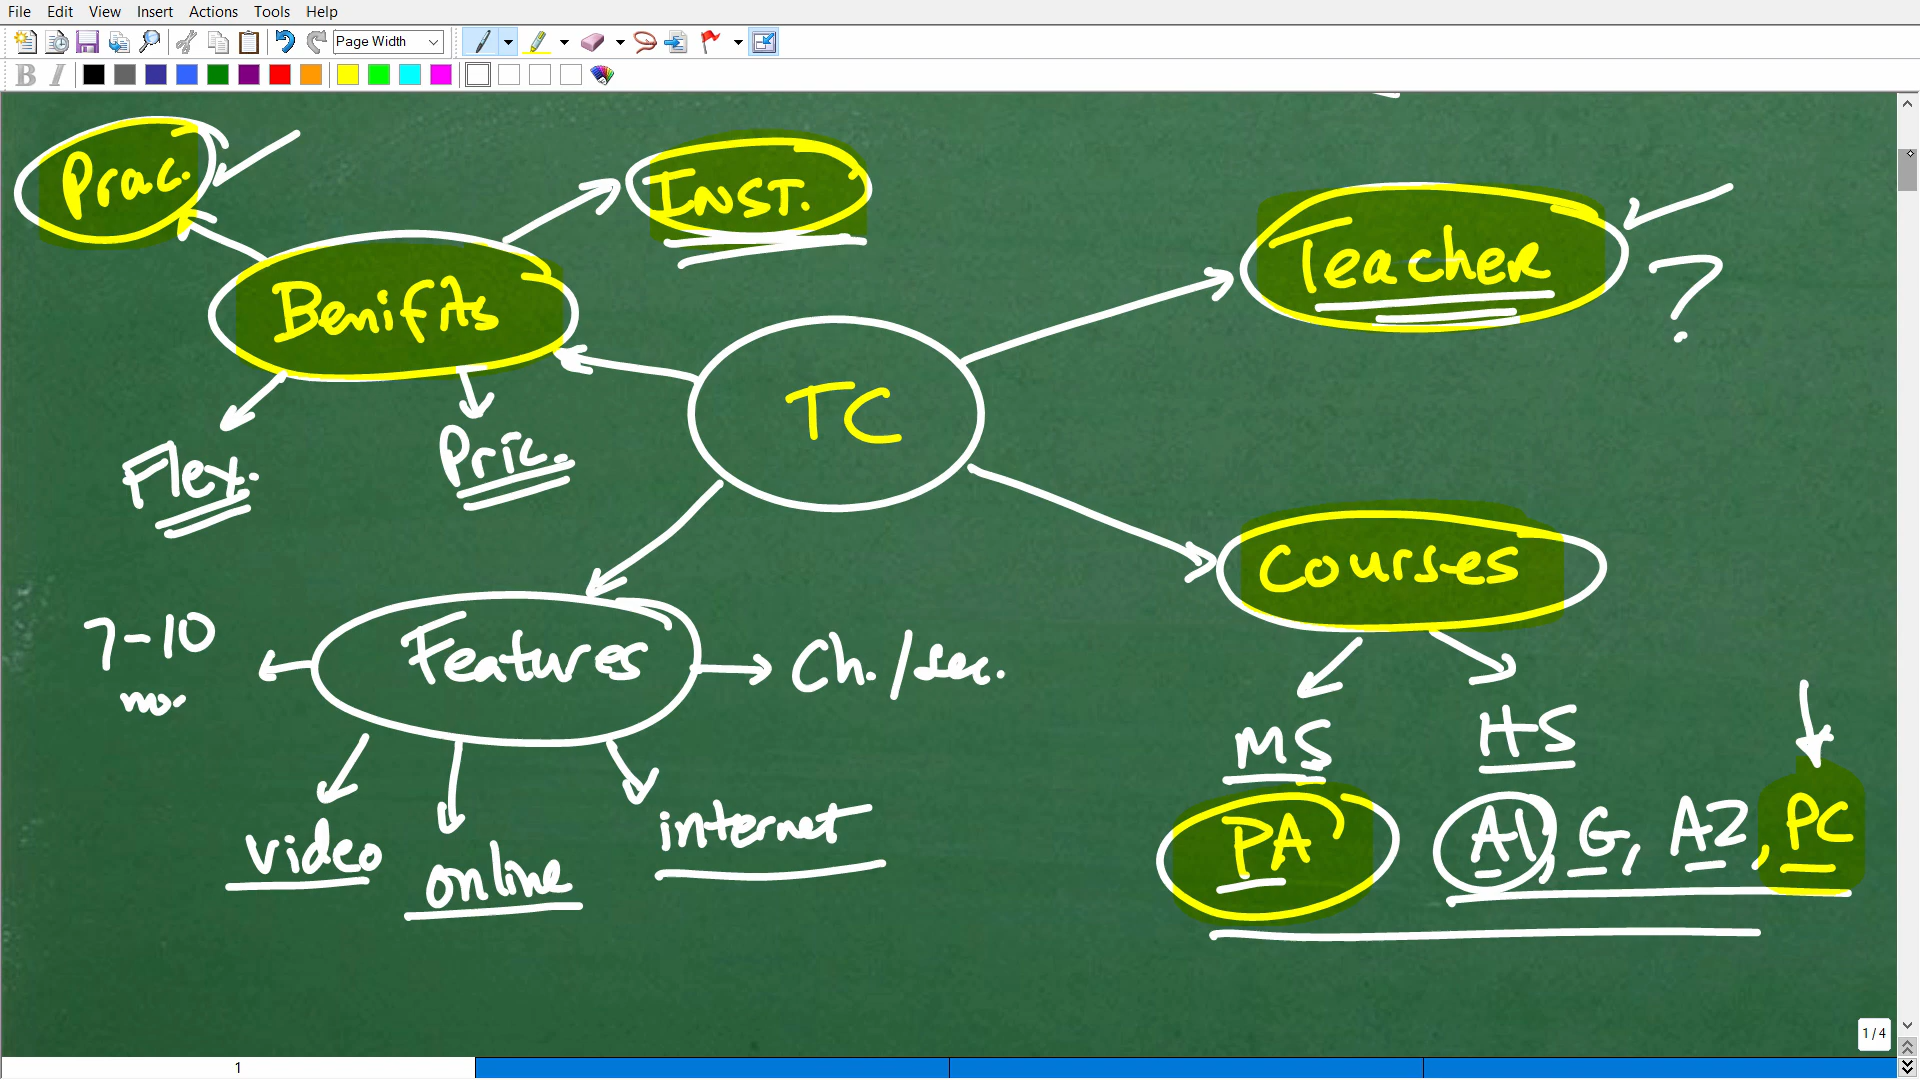 File Edit View Insert Actions Tools Help
Page Width
B I
Prac.
INST.
Teacher
?
Benifits
TC
Flex.
Pric.
Courses
7-10
mo.
Features
Ch./sec.
MS
HS
PA
A1, G, A2, PC
video
online
internet
1 / 4
1